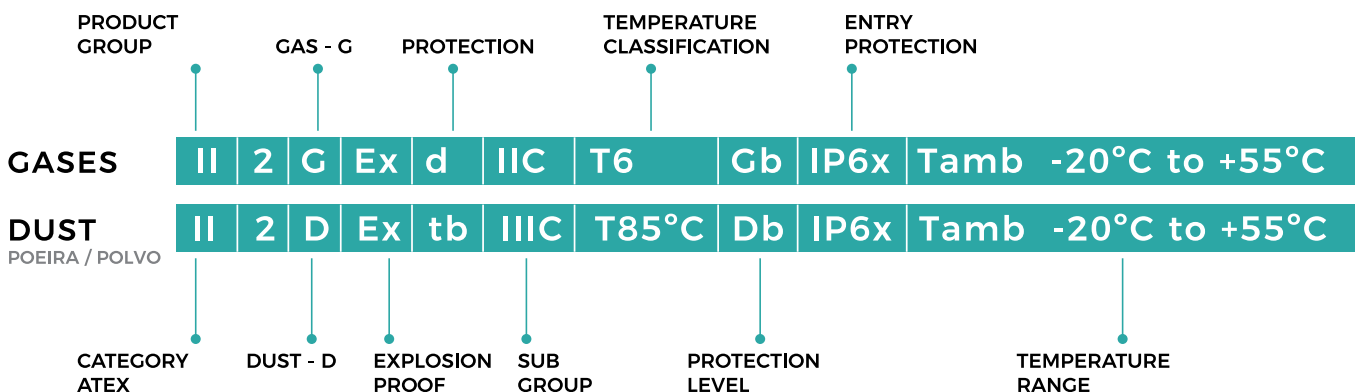 PRODUCT
GROUP
GAS - G
PROTECTION
TEMPERATURE
CLASSIFICATION
ENTRY
PROTECTION
GASES II 2 G Ex d IIC T6 Gb IP6x Tamb -20°C to +55°C
DUST II 2 D Ex tb IIIC T85°C Db IP6x Tamb -20°C to +55°C
POEIRA / POLVO
CATEGORY
ATEX
DUST - D
EXPLOSION
PROOF
SUB
GROUP
PROTECTION
LEVEL
TEMPERATURE
RANGE